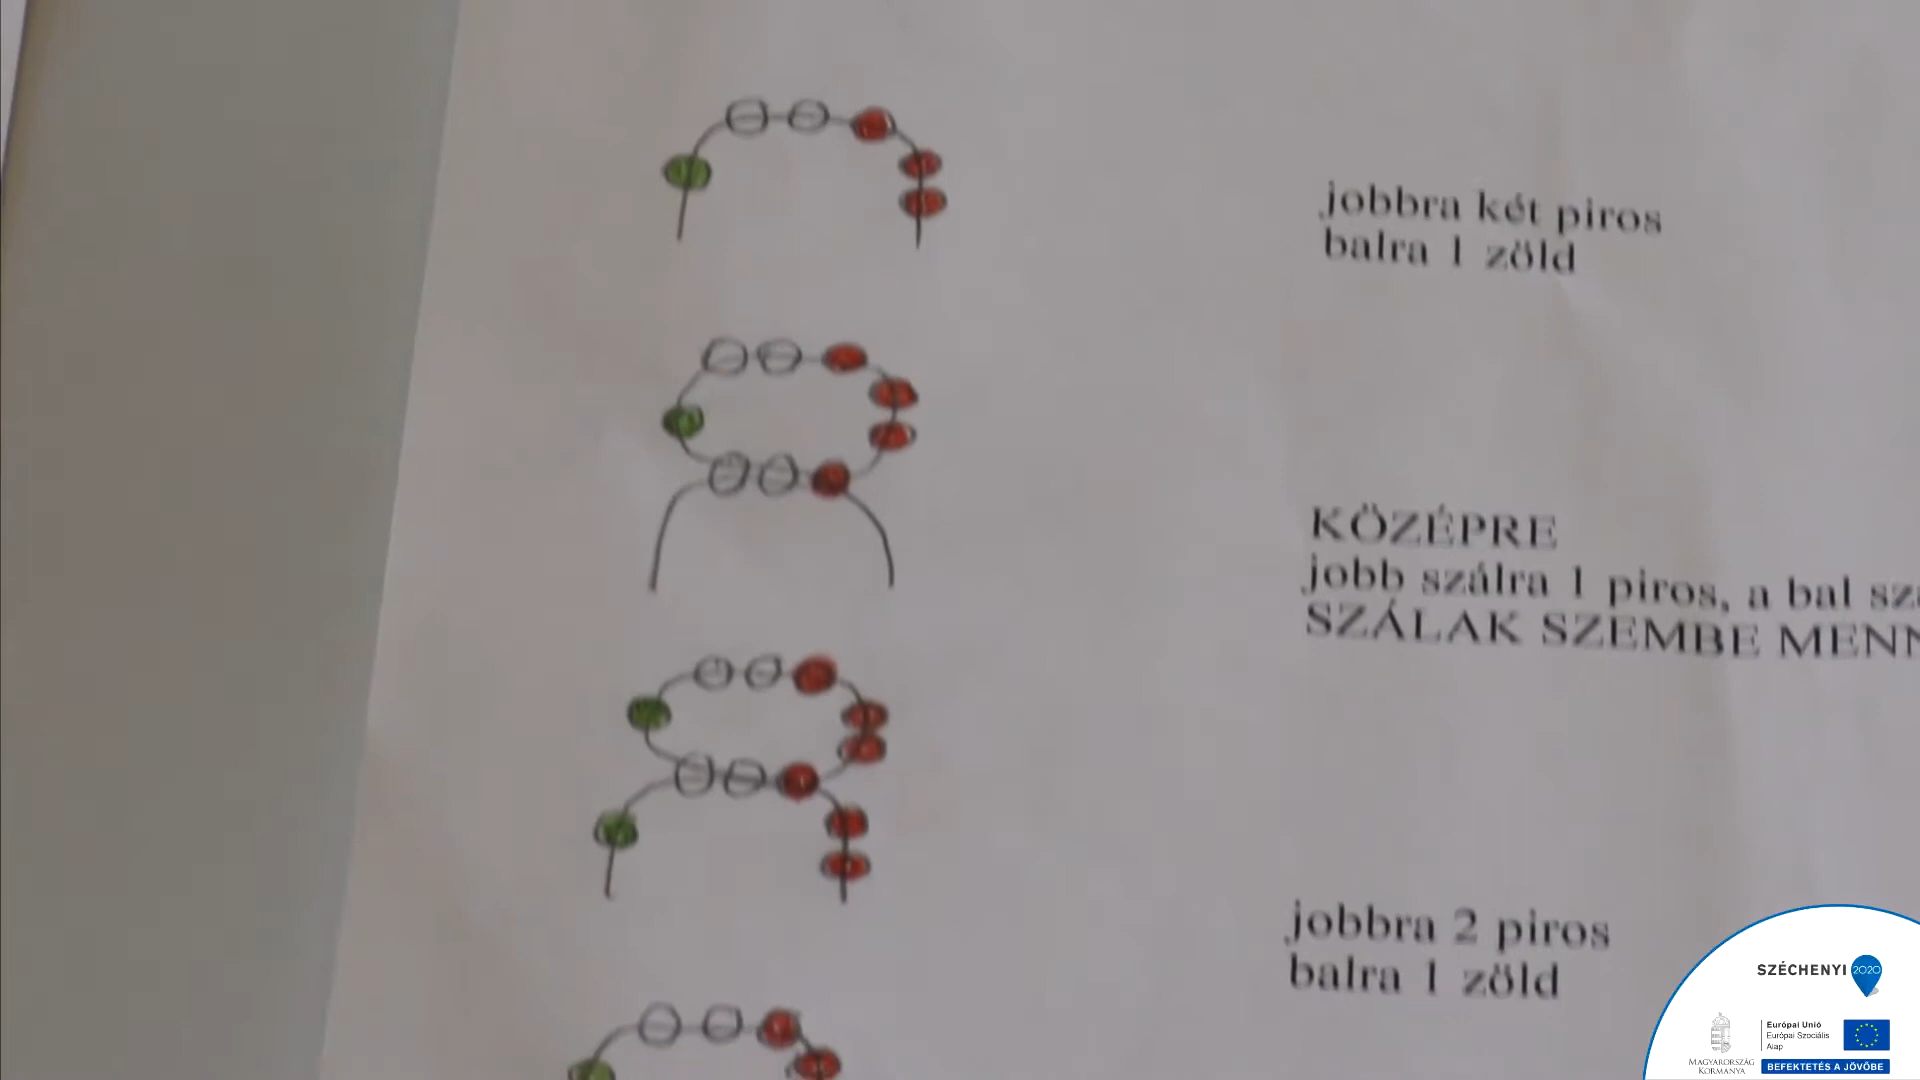 jobbra két piros
balra 1 zöld
KÖZÉPRE
jobb szálra 1 piros, a bal
SZÁLAK SZEMBE
jobbra 2 piros
balra 1 zöld
SZÉCHENYI 2020
MAGYARORSZÁG
KORMÁNYA
Európai Unió
Európai Szociális
Alap
BEFEKTETÉS A JÖVŐBE